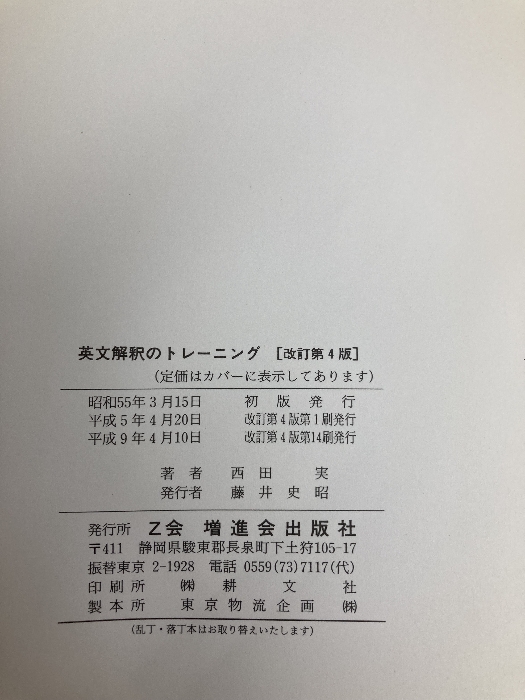 英文解釈のトレーニング [改訂第4版]
(定価はカバーに表示してあります)
昭和55年3月15日 初版発行
平成5年4月20日 改訂第4版第1刷発行
平成9年4月10日 改訂第4版第14刷発行
著者 西田 実
発行者 藤井史昭
発行所 Z会 増進会出版社
〒411 静岡県駿東郡長泉町下土狩105-17
振替東京 2-1928 電話 0559(73)7117(代)
印刷所 ㈱耕文社
製本所 東京物流企画㈱
(乱丁・落丁本はお取り替えいたします)